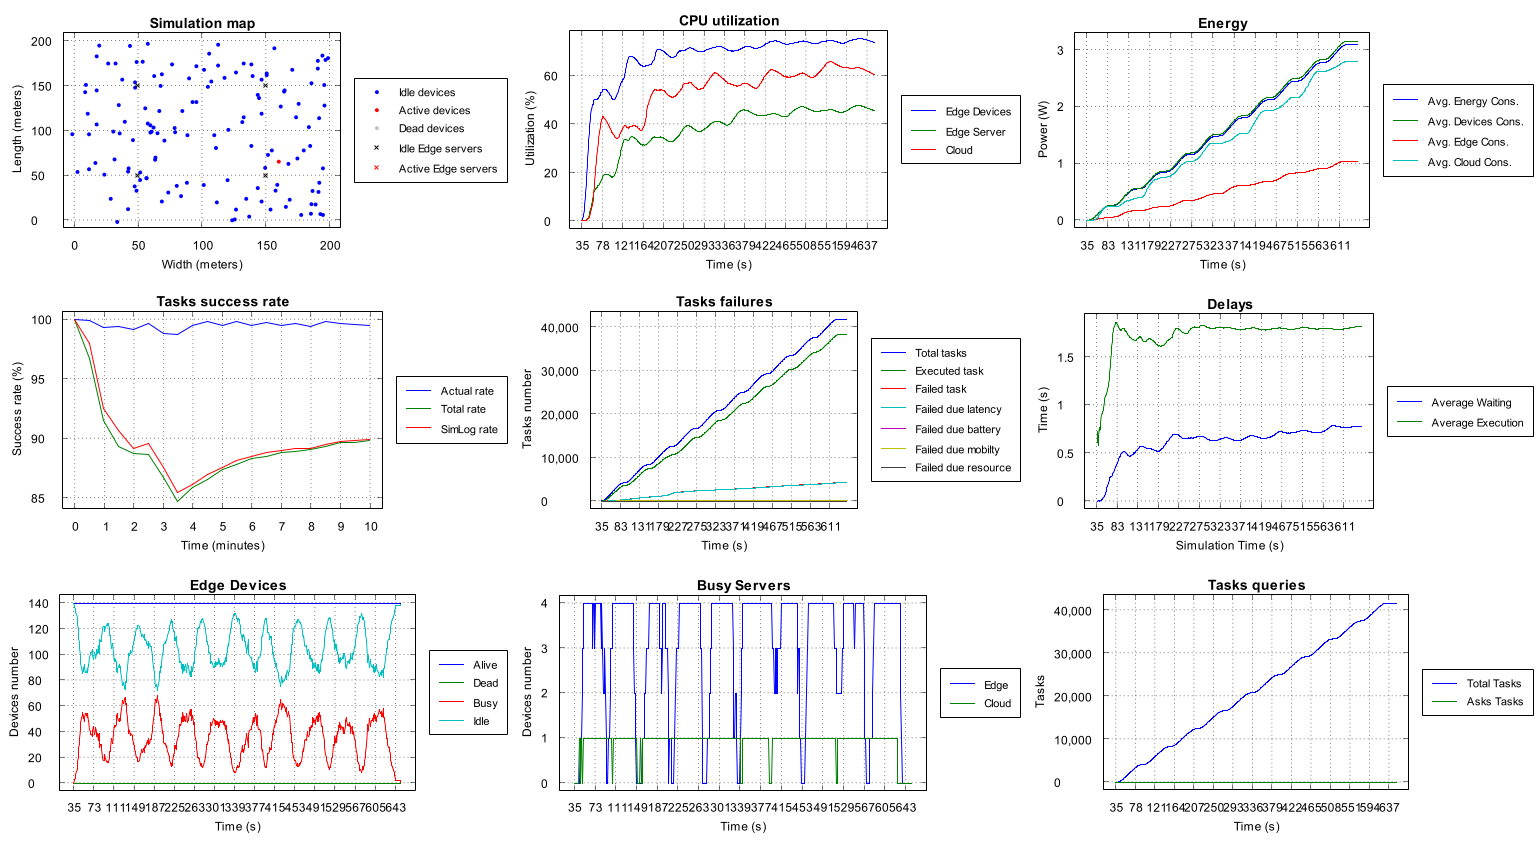 Simulation map
200
150
100
50
0
Length (meters)
0 50 100 150 200
Width (meters)
Idle devices
Active devices
Dead devices
Idle Edge servers
Active Edge servers
CPU utilization
60
40
20
0
Utilization (%)
Time (s)
Edge Devices
Edge Server
Cloud
Energy
3
2
1
0
Power (W)
Time (s)
Avg. Energy Cons.
Avg. Devices Cons.
Avg. Edge Cons.
Avg. Cloud Cons.
Tasks success rate
100
95
90
85
Success rate (%)
0 1 2 3 4 5 6 7 8 9 10
Time (minutes)
Actual rate
Total rate
SimLog rate
Tasks failures
40,000
30,000
20,000
10,000
0
Tasks number
Time (s)
Total tasks
Executed task
Failed task
Failed due latency
Failed due battery
Failed due mobilty
Failed due resource
Delays
1.5
1
0.5
0
Time (s)
Simulation Time (s)
Average Waiting
Average Execution
Edge Devices
140
120
100
80
60
40
20
0
Devices number
Time (s)
Alive
Dead
Busy
Idle
Busy Servers
4
3
2
1
0
Devices number
Time (s)
Edge
Cloud
Tasks queries
40,000
30,000
20,000
10,000
0
Tasks
Time (s)
Total Tasks
Asks Tasks